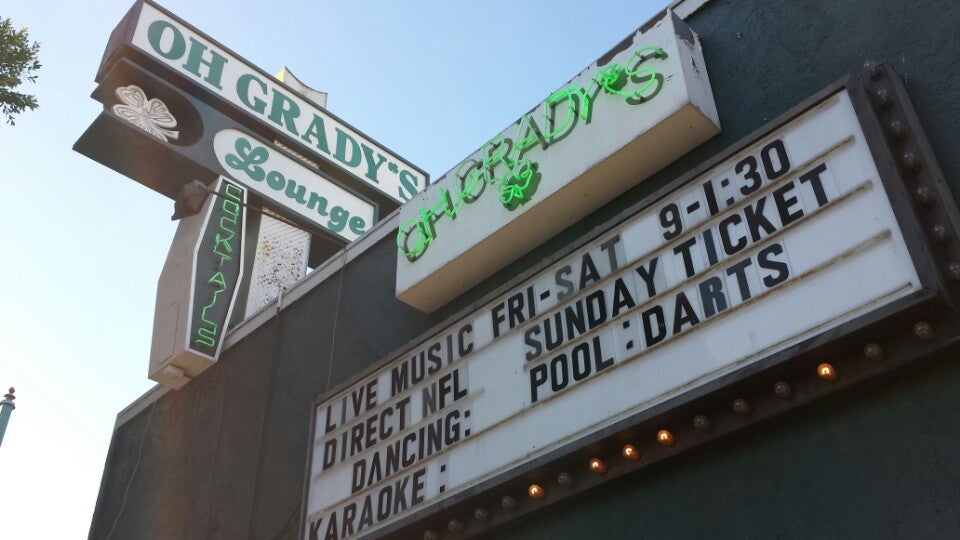 OH GRADY'S
Lounge
COCKTAILS
OH GRADY'S
LIVE MUSIC FRI-SAT 9-1:30
DIRECT NFL SUNDAY TICKET
DANCING: POOL: DARTS
KARAOKE :